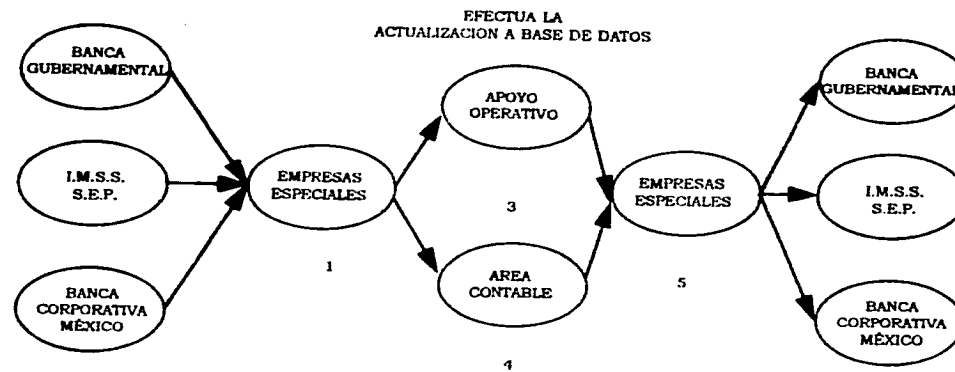 EFECTUA LA
ACTUALIZACION A BASE DE DATOS
BANCA
GUBERNAMENTAL
I.M.S.S.
S.E.P.
BANCA
CORPORATIVA
MÉXICO
EMPRESAS
ESPECIALES
1
APOYO
OPERATIVO
3
AREA
CONTABLE
4
EMPRESAS
ESPECIALES
5
BANCA
GUBERNAMENTAL
I.M.S.S.
S.E.P.
BANCA
CORPORATIVA
MÉXICO